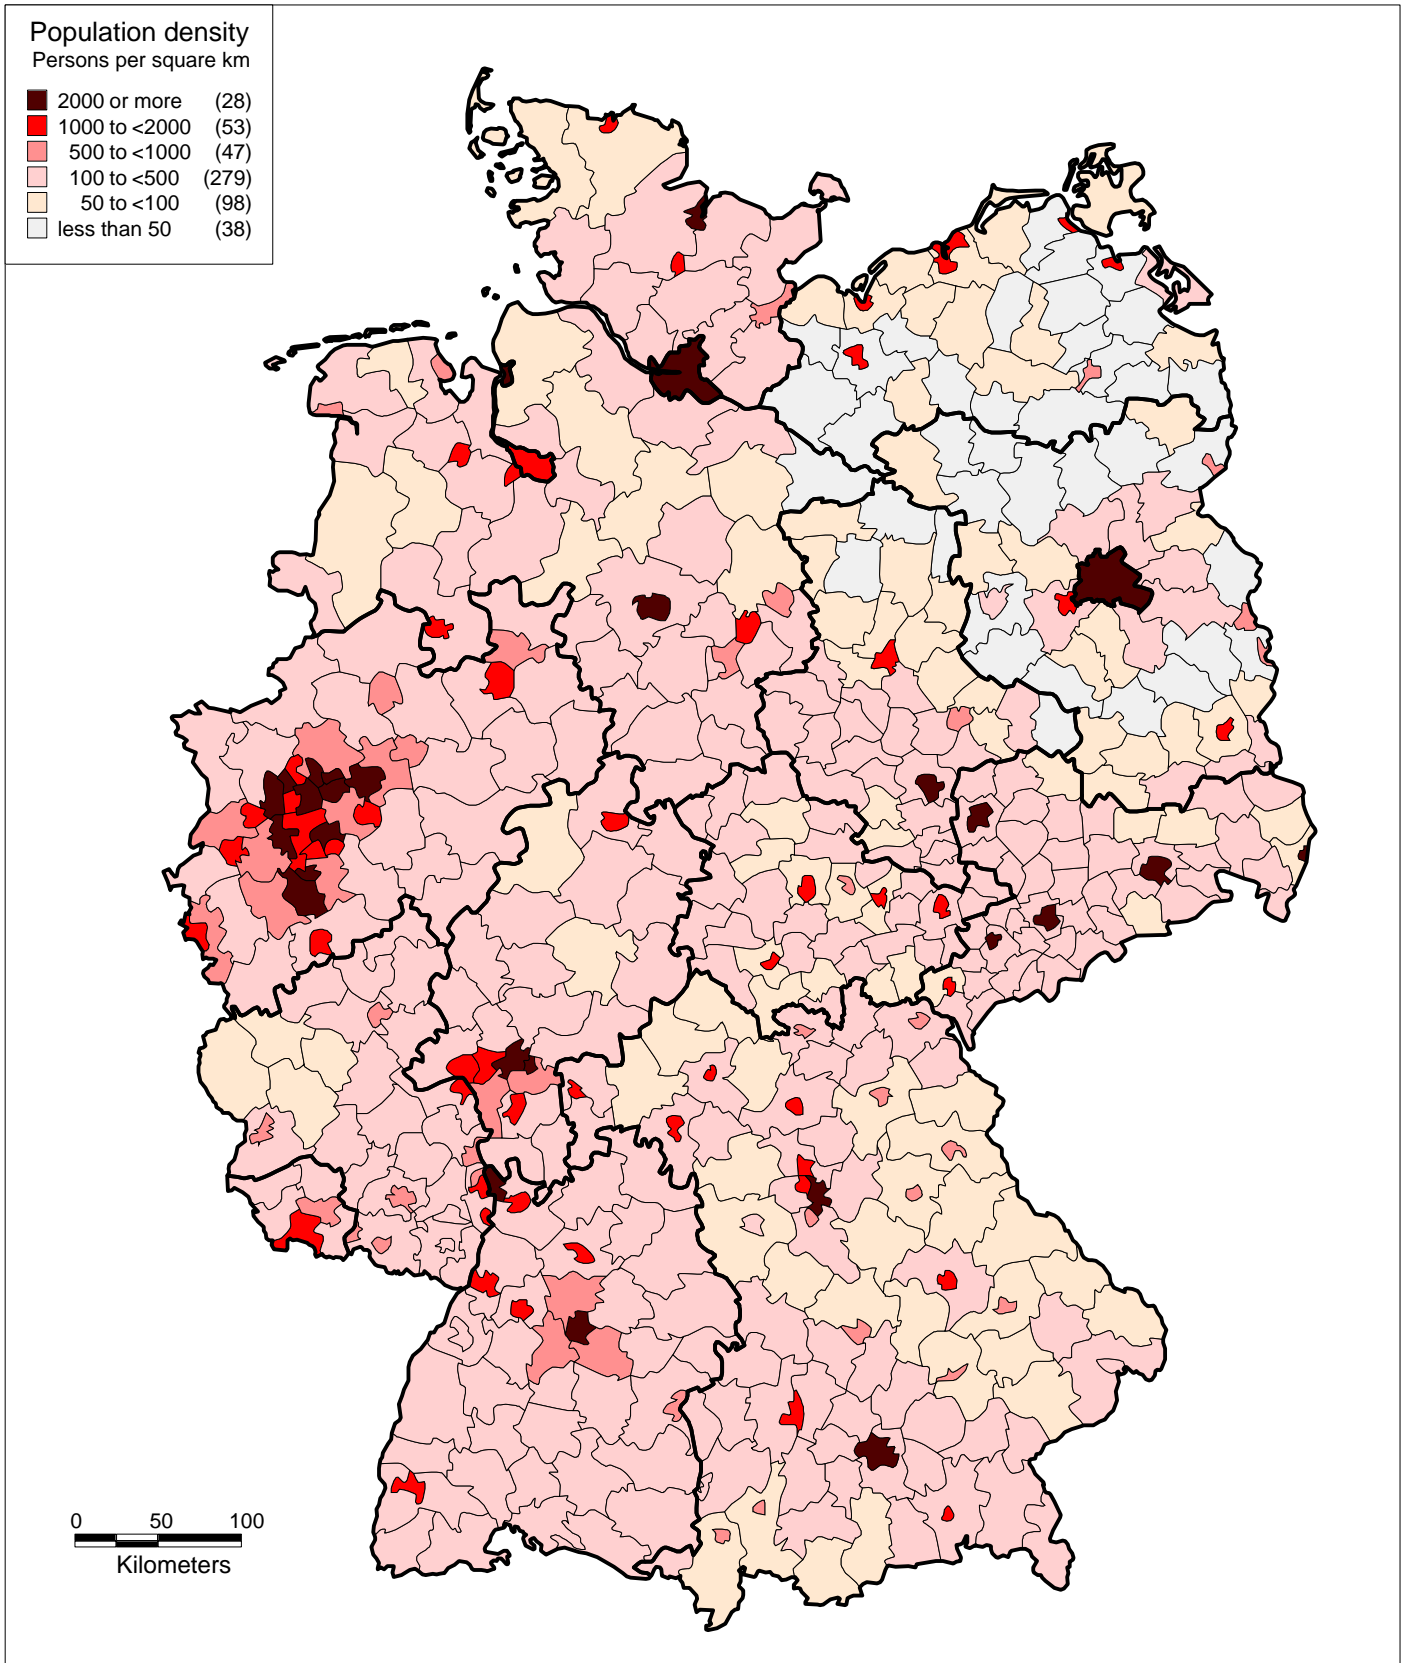 Population density
Persons per square km
2000 or more (28)
1000 to <2000 (53)
500 to <1000 (47)
100 to <500 (279)
50 to <100 (98)
less than 50 (38)
0 50 100
Kilometers